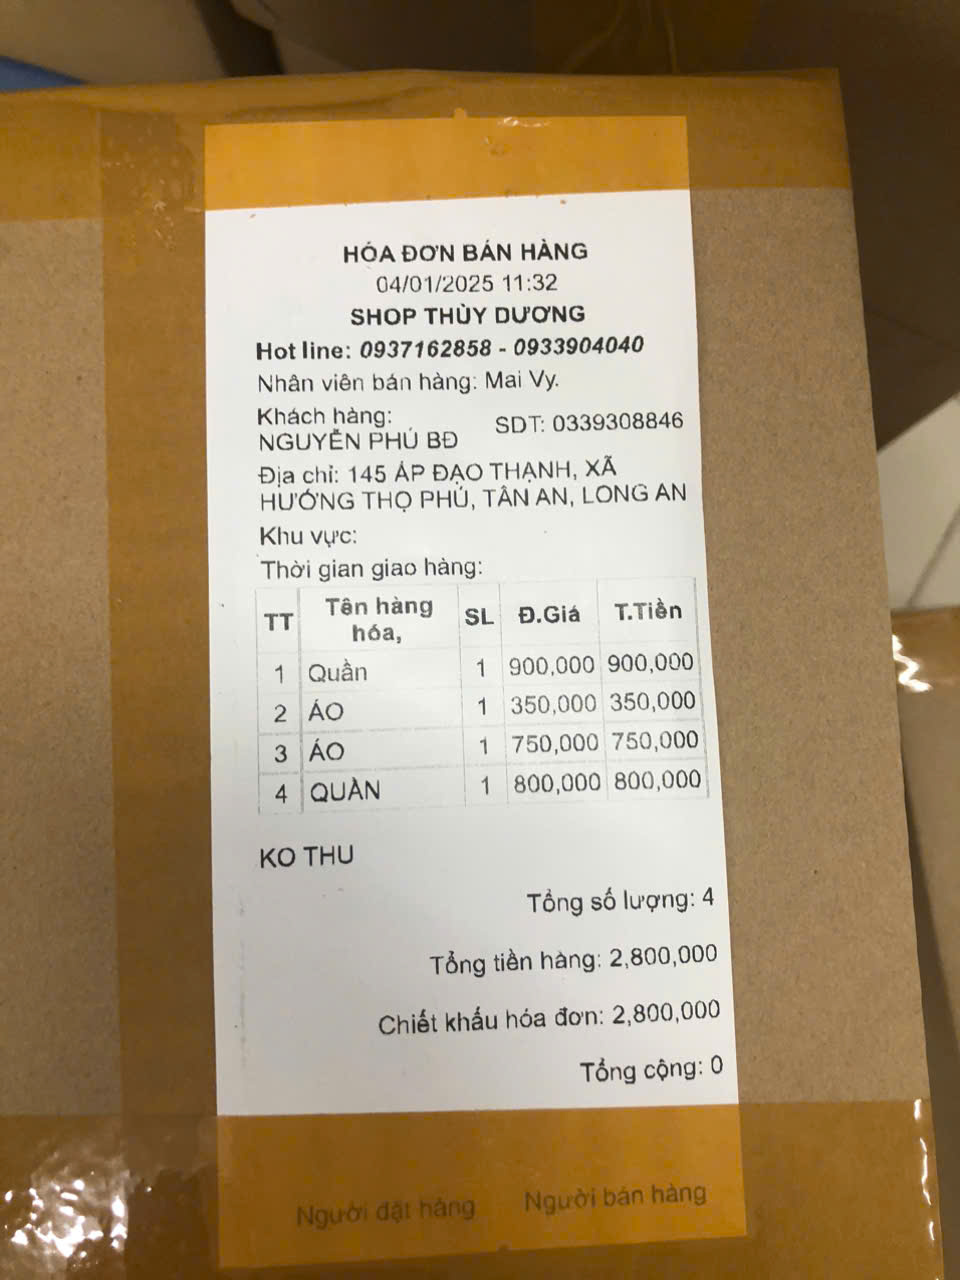 HÓA ĐƠN BÁN HÀNG
04/01/2025 11:32
SHOP THÙY DƯƠNG
Hot line: 0937162858 - 0933904040
Nhân viên bán hàng: Mai Vy.
Khách hàng: SDT: 0339308846
NGUYỄN PHÚ BĐ
Địa chỉ: 145 ÁP ĐẠO THẠNH, XÃ
HƯỚNG THỌ PHÚ, TÂN AN, LONG AN
Khu vực:
Thời gian giao hàng:
TT Tên hàng hóa, SL Đ.Giá T.Tiền
1 Quần 1 900,000 900,000
2 ÁO 1 350,000 350,000
3 ÁO 1 750,000 750,000
4 QUẦN 1 800,000 800,000
KO THU
Tổng số lượng: 4
Tổng tiền hàng: 2,800,000
Chiết khấu hóa đơn: 2,800,000
Tổng cộng: 0
Người đặt hàng Người bán hàng